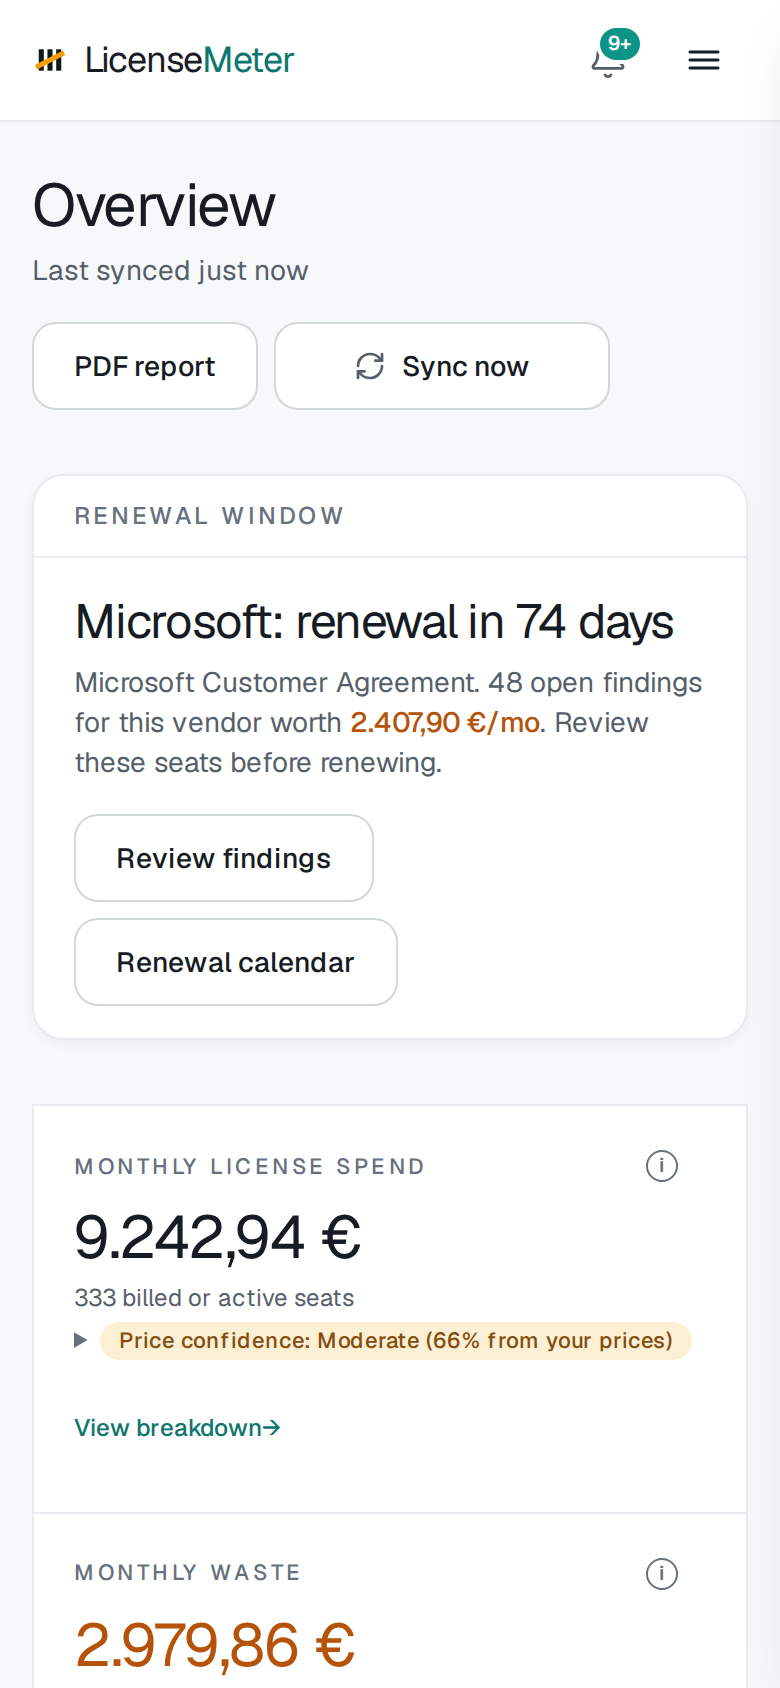 LicenseMeter
9+
Overview
Last synced just now
PDF report
Sync now
RENEWAL WINDOW
Microsoft: renewal in 74 days
Microsoft Customer Agreement. 48 open findings
for this vendor worth 2.407,90 €/mo. Review
these seats before renewing.
Review findings
Renewal calendar
MONTHLY LICENSE SPEND
i
9.242,94 €
333 billed or active seats
▶ Price confidence: Moderate (66% from your prices)
View breakdown→
MONTHLY WASTE
i
2.979,86 €